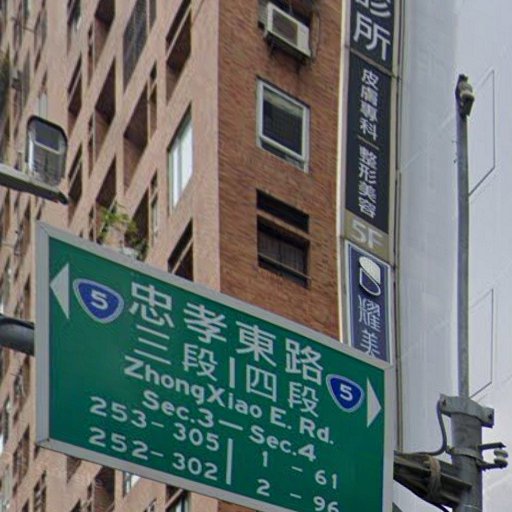 診所
皮膚專科 整形美容
5F
耀美
5 忠孝東路 5
三段 | 四段
ZhongXiao E. Rd.
Sec.3 — Sec.4
253 - 305 | 1 - 61
252 - 302 | 2 - 96